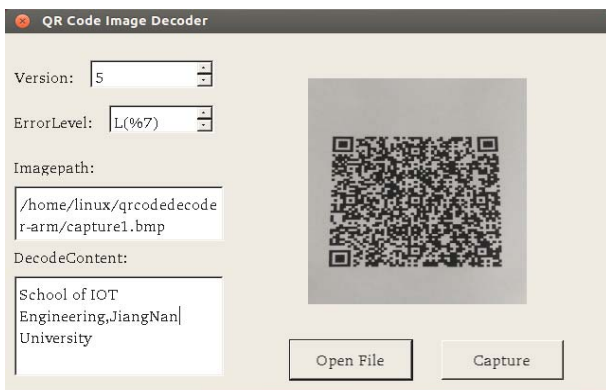 QR Code Image Decoder
Version: 5
ErrorLevel: L(%7)
Imagepath:
/home/linux/qrcodedecode
r-arm/capture1.bmp
DecodeContent:
School of IOT
Engineering,JiangNan
University
Open File
Capture